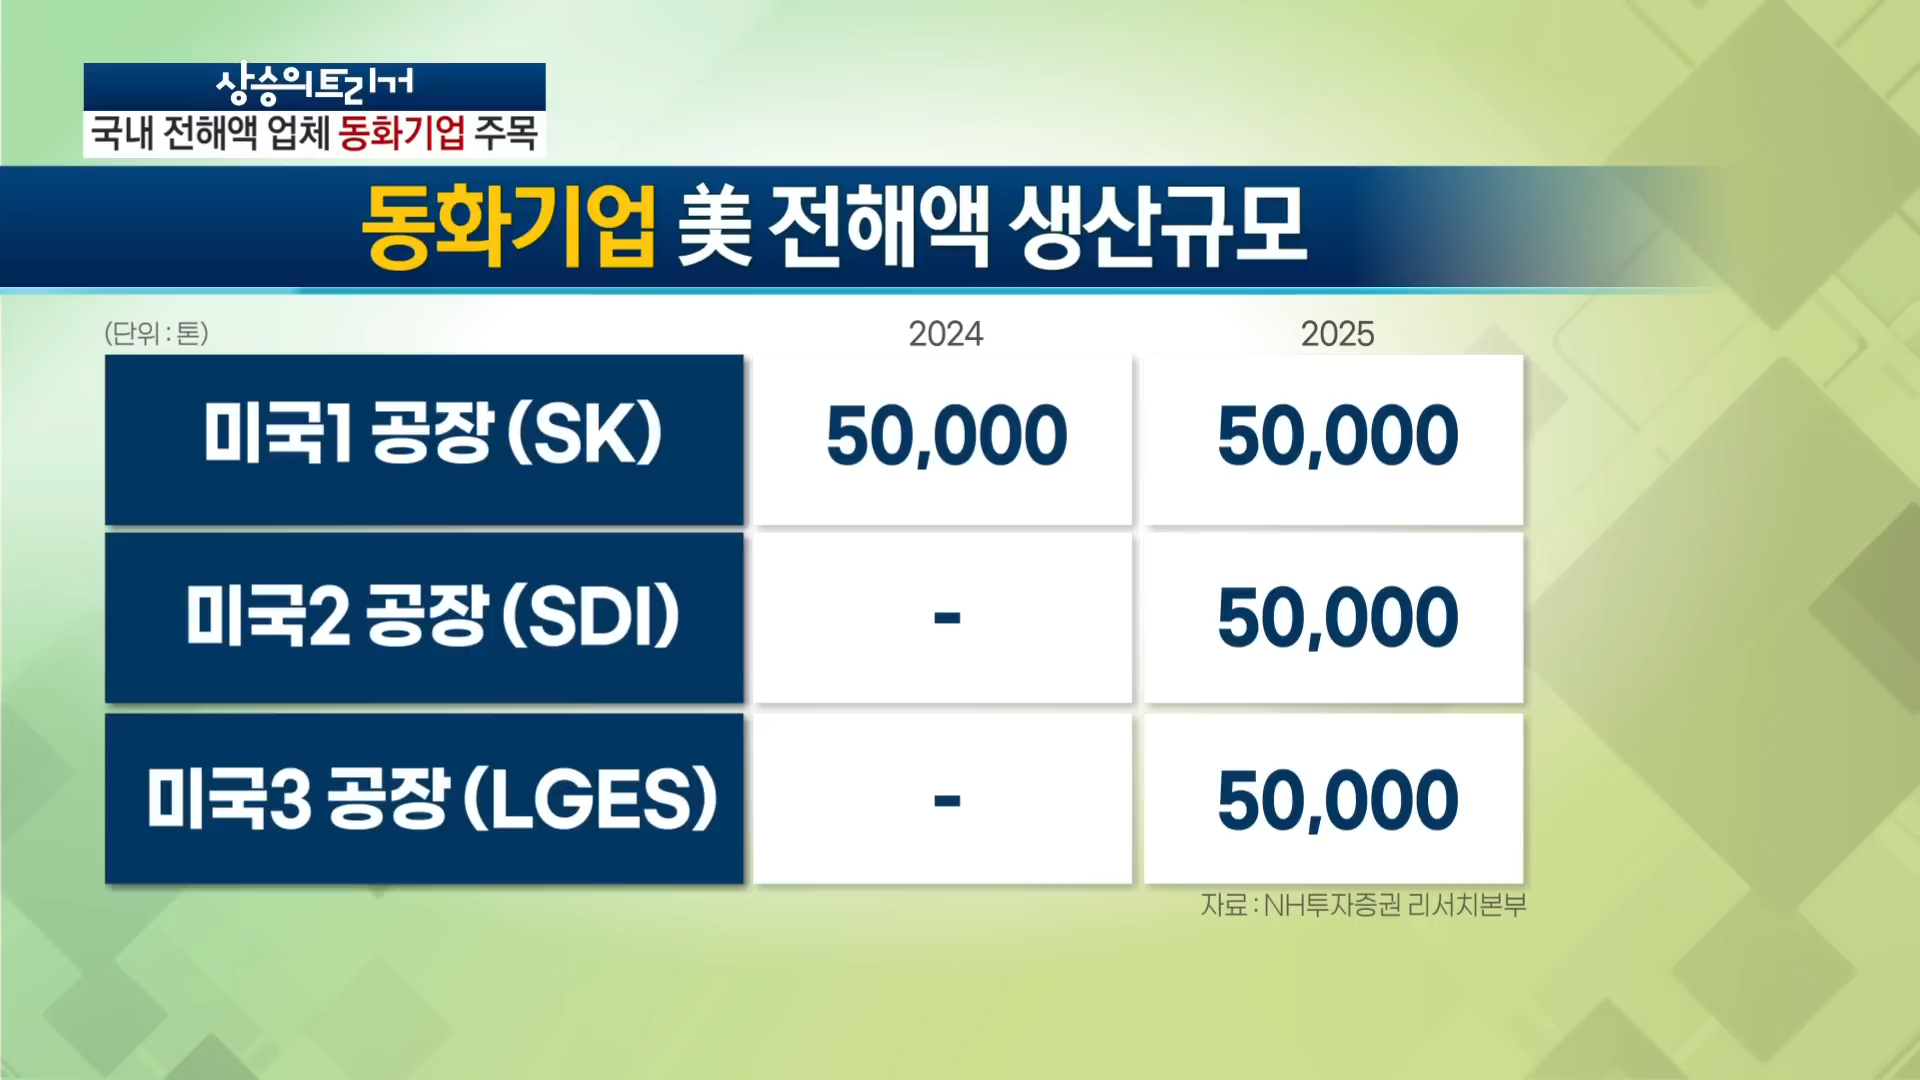 상승의트리거
국내 전해액 업체 동화기업 주목
동화기업 美 전해액 생산규모
(단위 : 톤) 2024 2025
미국1 공장 (SK) 50,000 50,000
미국2 공장 (SDI) - 50,000
미국3 공장 (LGES) - 50,000
자료 : NH투자증권 리서치본부